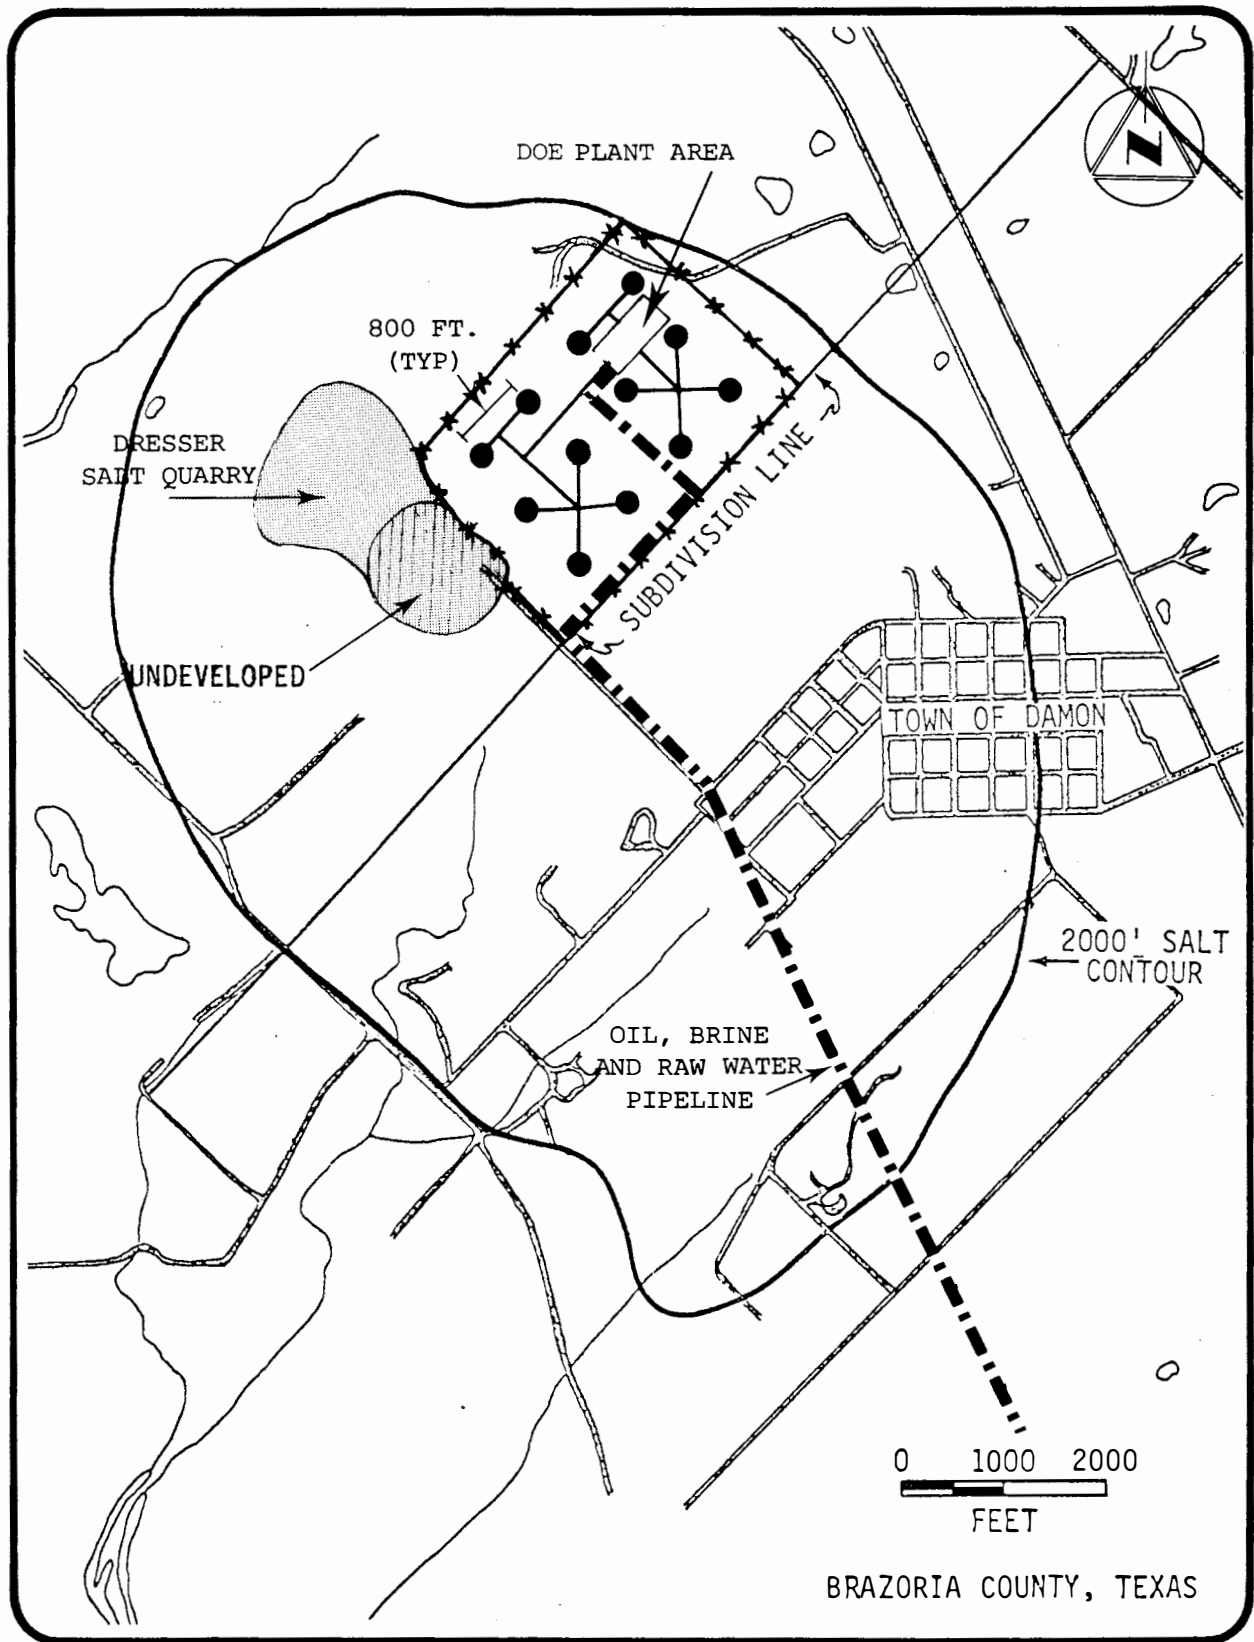 DOE PLANT AREA
800 FT.
(TYP)
DRESSER
SALT QUARRY
SUBDIVISION LINE
UNDEVELOPED
TOWN OF DAMON
2000' SALT
CONTOUR
OIL, BRINE
AND RAW WATER
PIPELINE
0 1000 2000
FEET
BRAZORIA COUNTY, TEXAS